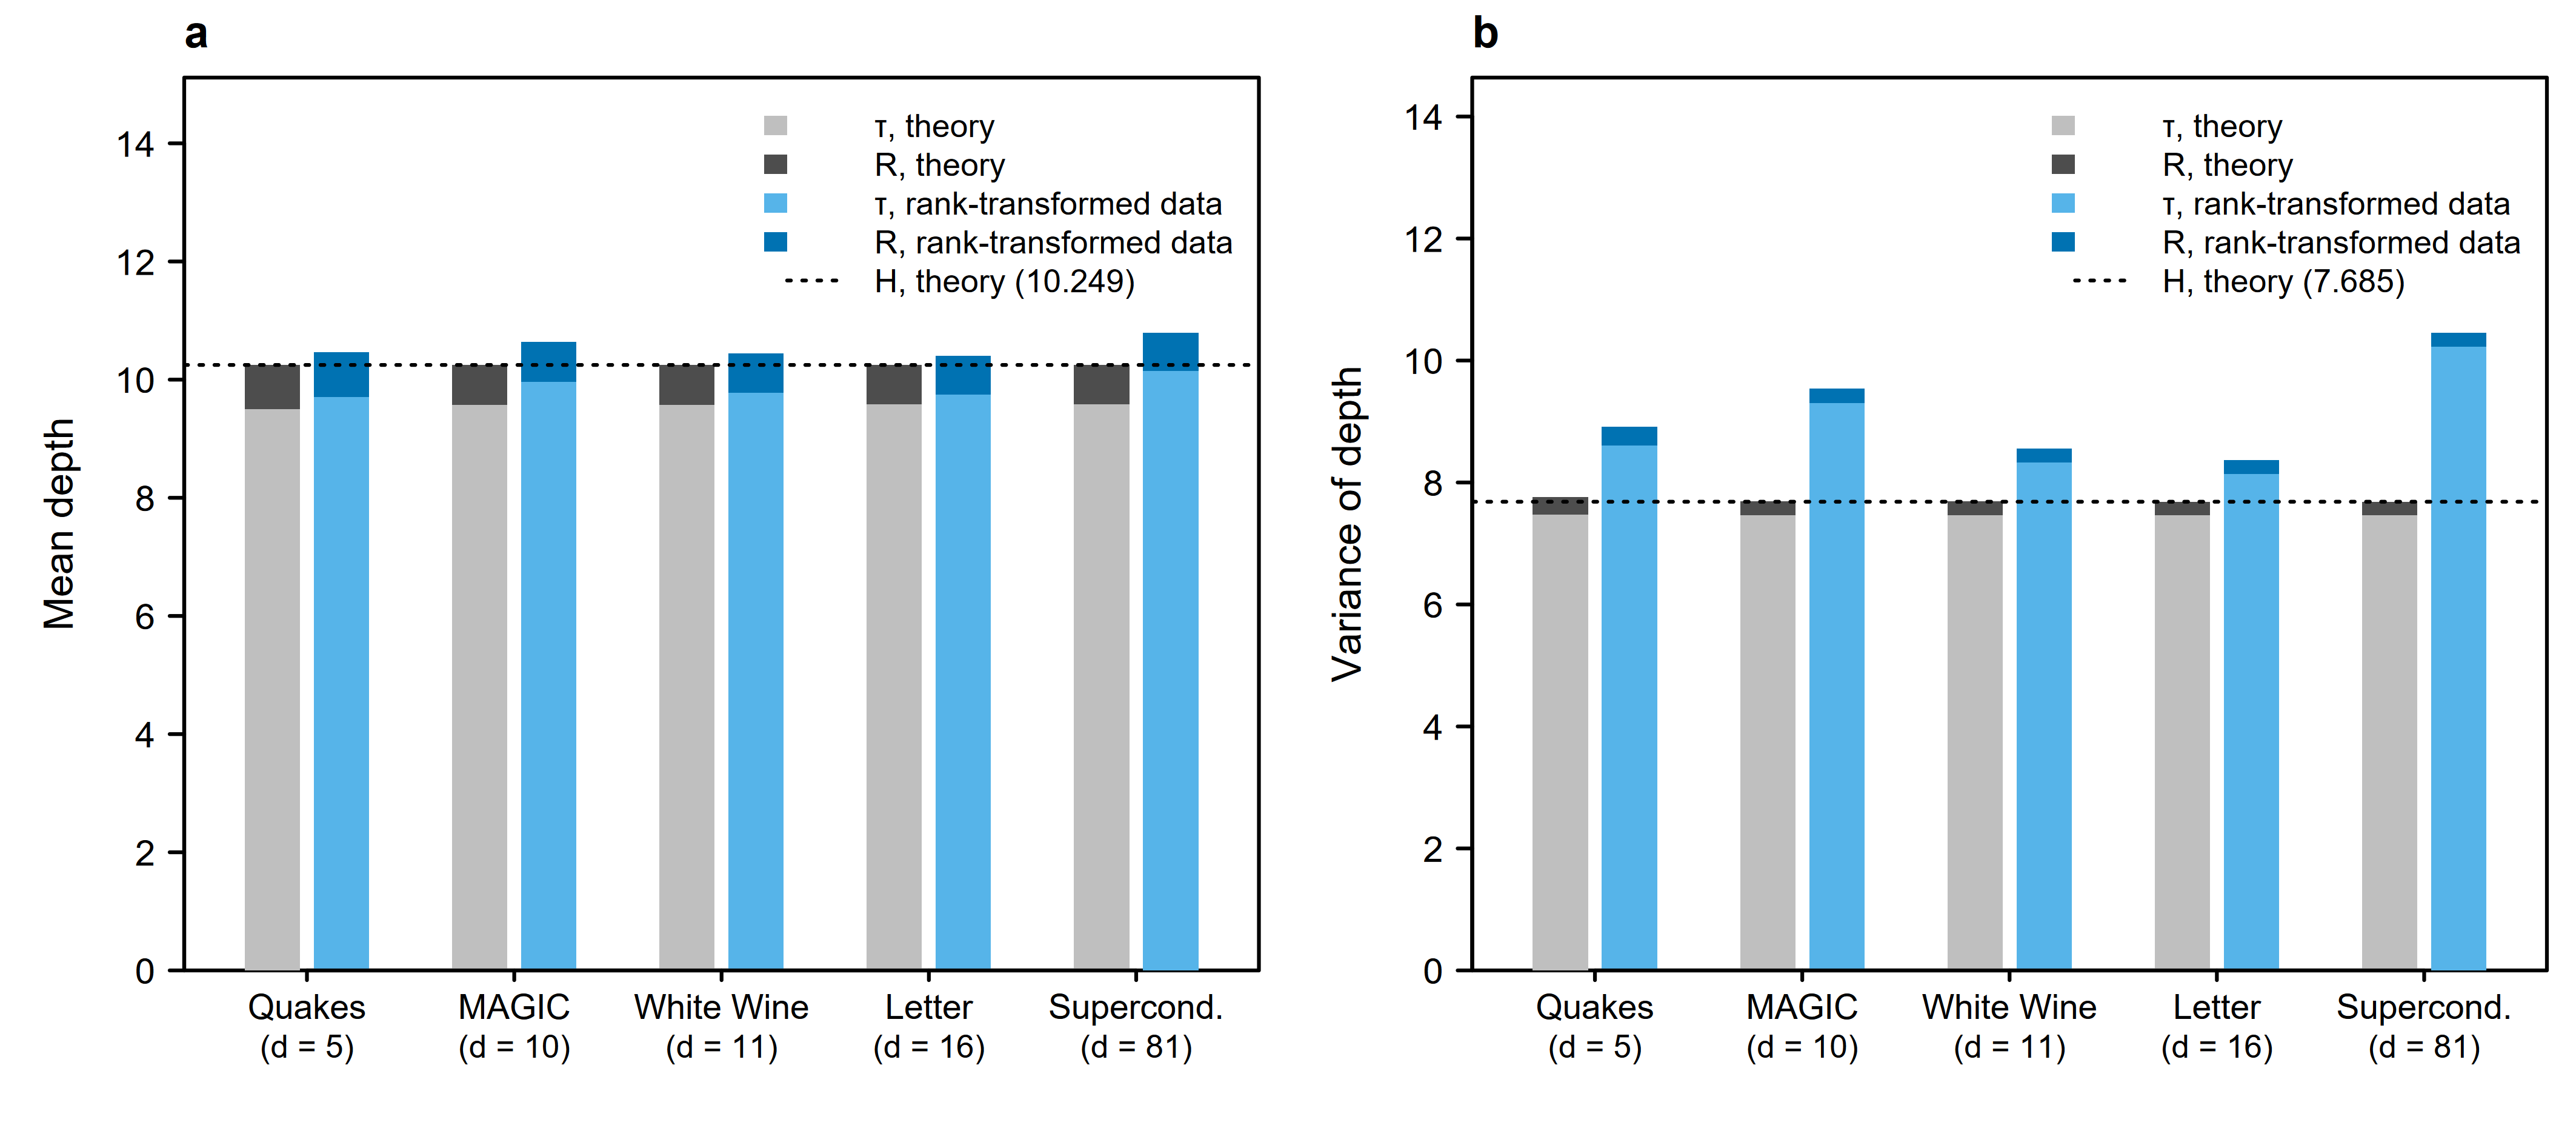 a
Mean depth
14
12
10
8
6
4
2
0
τ, theory
R, theory
τ, rank-transformed data
R, rank-transformed data
H, theory (10.249)
Quakes
(d = 5)
MAGIC
(d = 10)
White Wine
(d = 11)
Letter
(d = 16)
Supercond.
(d = 81)
b
Variance of depth
14
12
10
8
6
4
2
0
τ, theory
R, theory
τ, rank-transformed data
R, rank-transformed data
H, theory (7.685)
Quakes
(d = 5)
MAGIC
(d = 10)
White Wine
(d = 11)
Letter
(d = 16)
Supercond.
(d = 81)